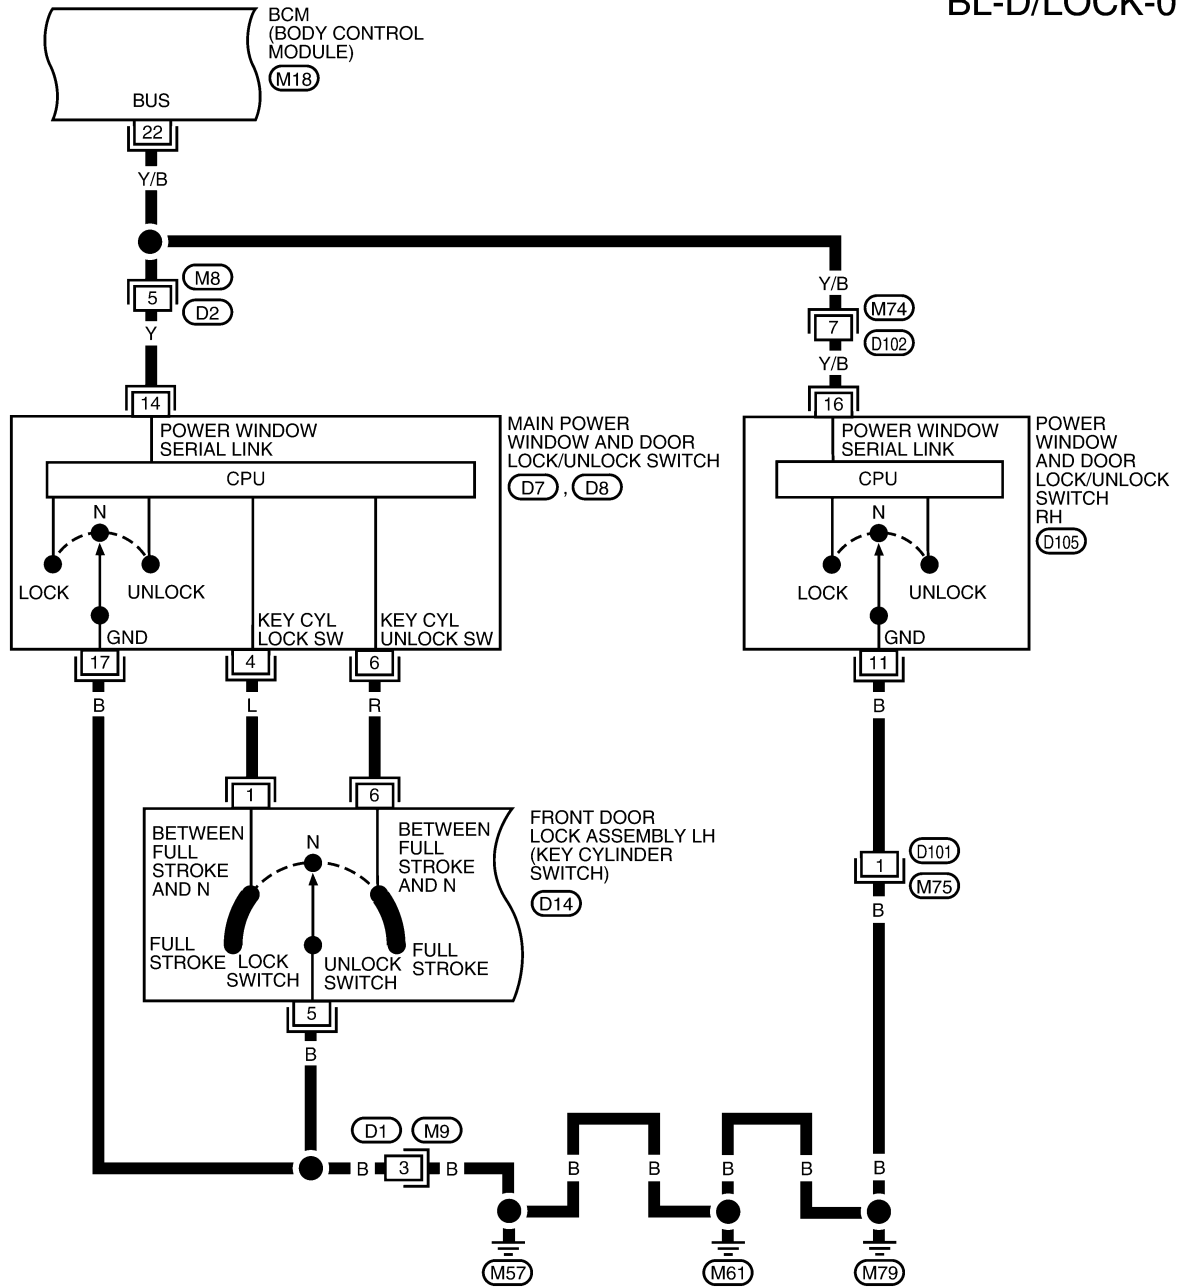 BL-D/LOCK-0
BCM
(BODY CONTROL
MODULE)
M18
BUS
22
Y/B
M8
5
D2
Y
14
Y/B
M74
7
D102
Y/B
16
POWER WINDOW
SERIAL LINK
CPU
N
LOCK
UNLOCK
KEY CYL
LOCK SW
KEY CYL
UNLOCK SW
GND
MAIN POWER
WINDOW AND DOOR
LOCK/UNLOCK SWITCH
D7 , D8
POWER WINDOW
SERIAL LINK
CPU
N
LOCK
UNLOCK
GND
POWER
WINDOW
AND DOOR
LOCK/UNLOCK
SWITCH
RH
D105
17
4
6
11
B
L
R
B
1
6
BETWEEN
FULL
STROKE
AND N
N
BETWEEN
FULL
STROKE
AND N
FULL
STROKE
LOCK
SWITCH
UNLOCK
SWITCH
FULL
STROKE
FRONT DOOR
LOCK ASSEMBLY LH
(KEY CYLINDER
SWITCH)
D14
D101
1
M75
B
5
B
D1
M9
B
3
B
B
B
B
B
B
M57
M61
M79